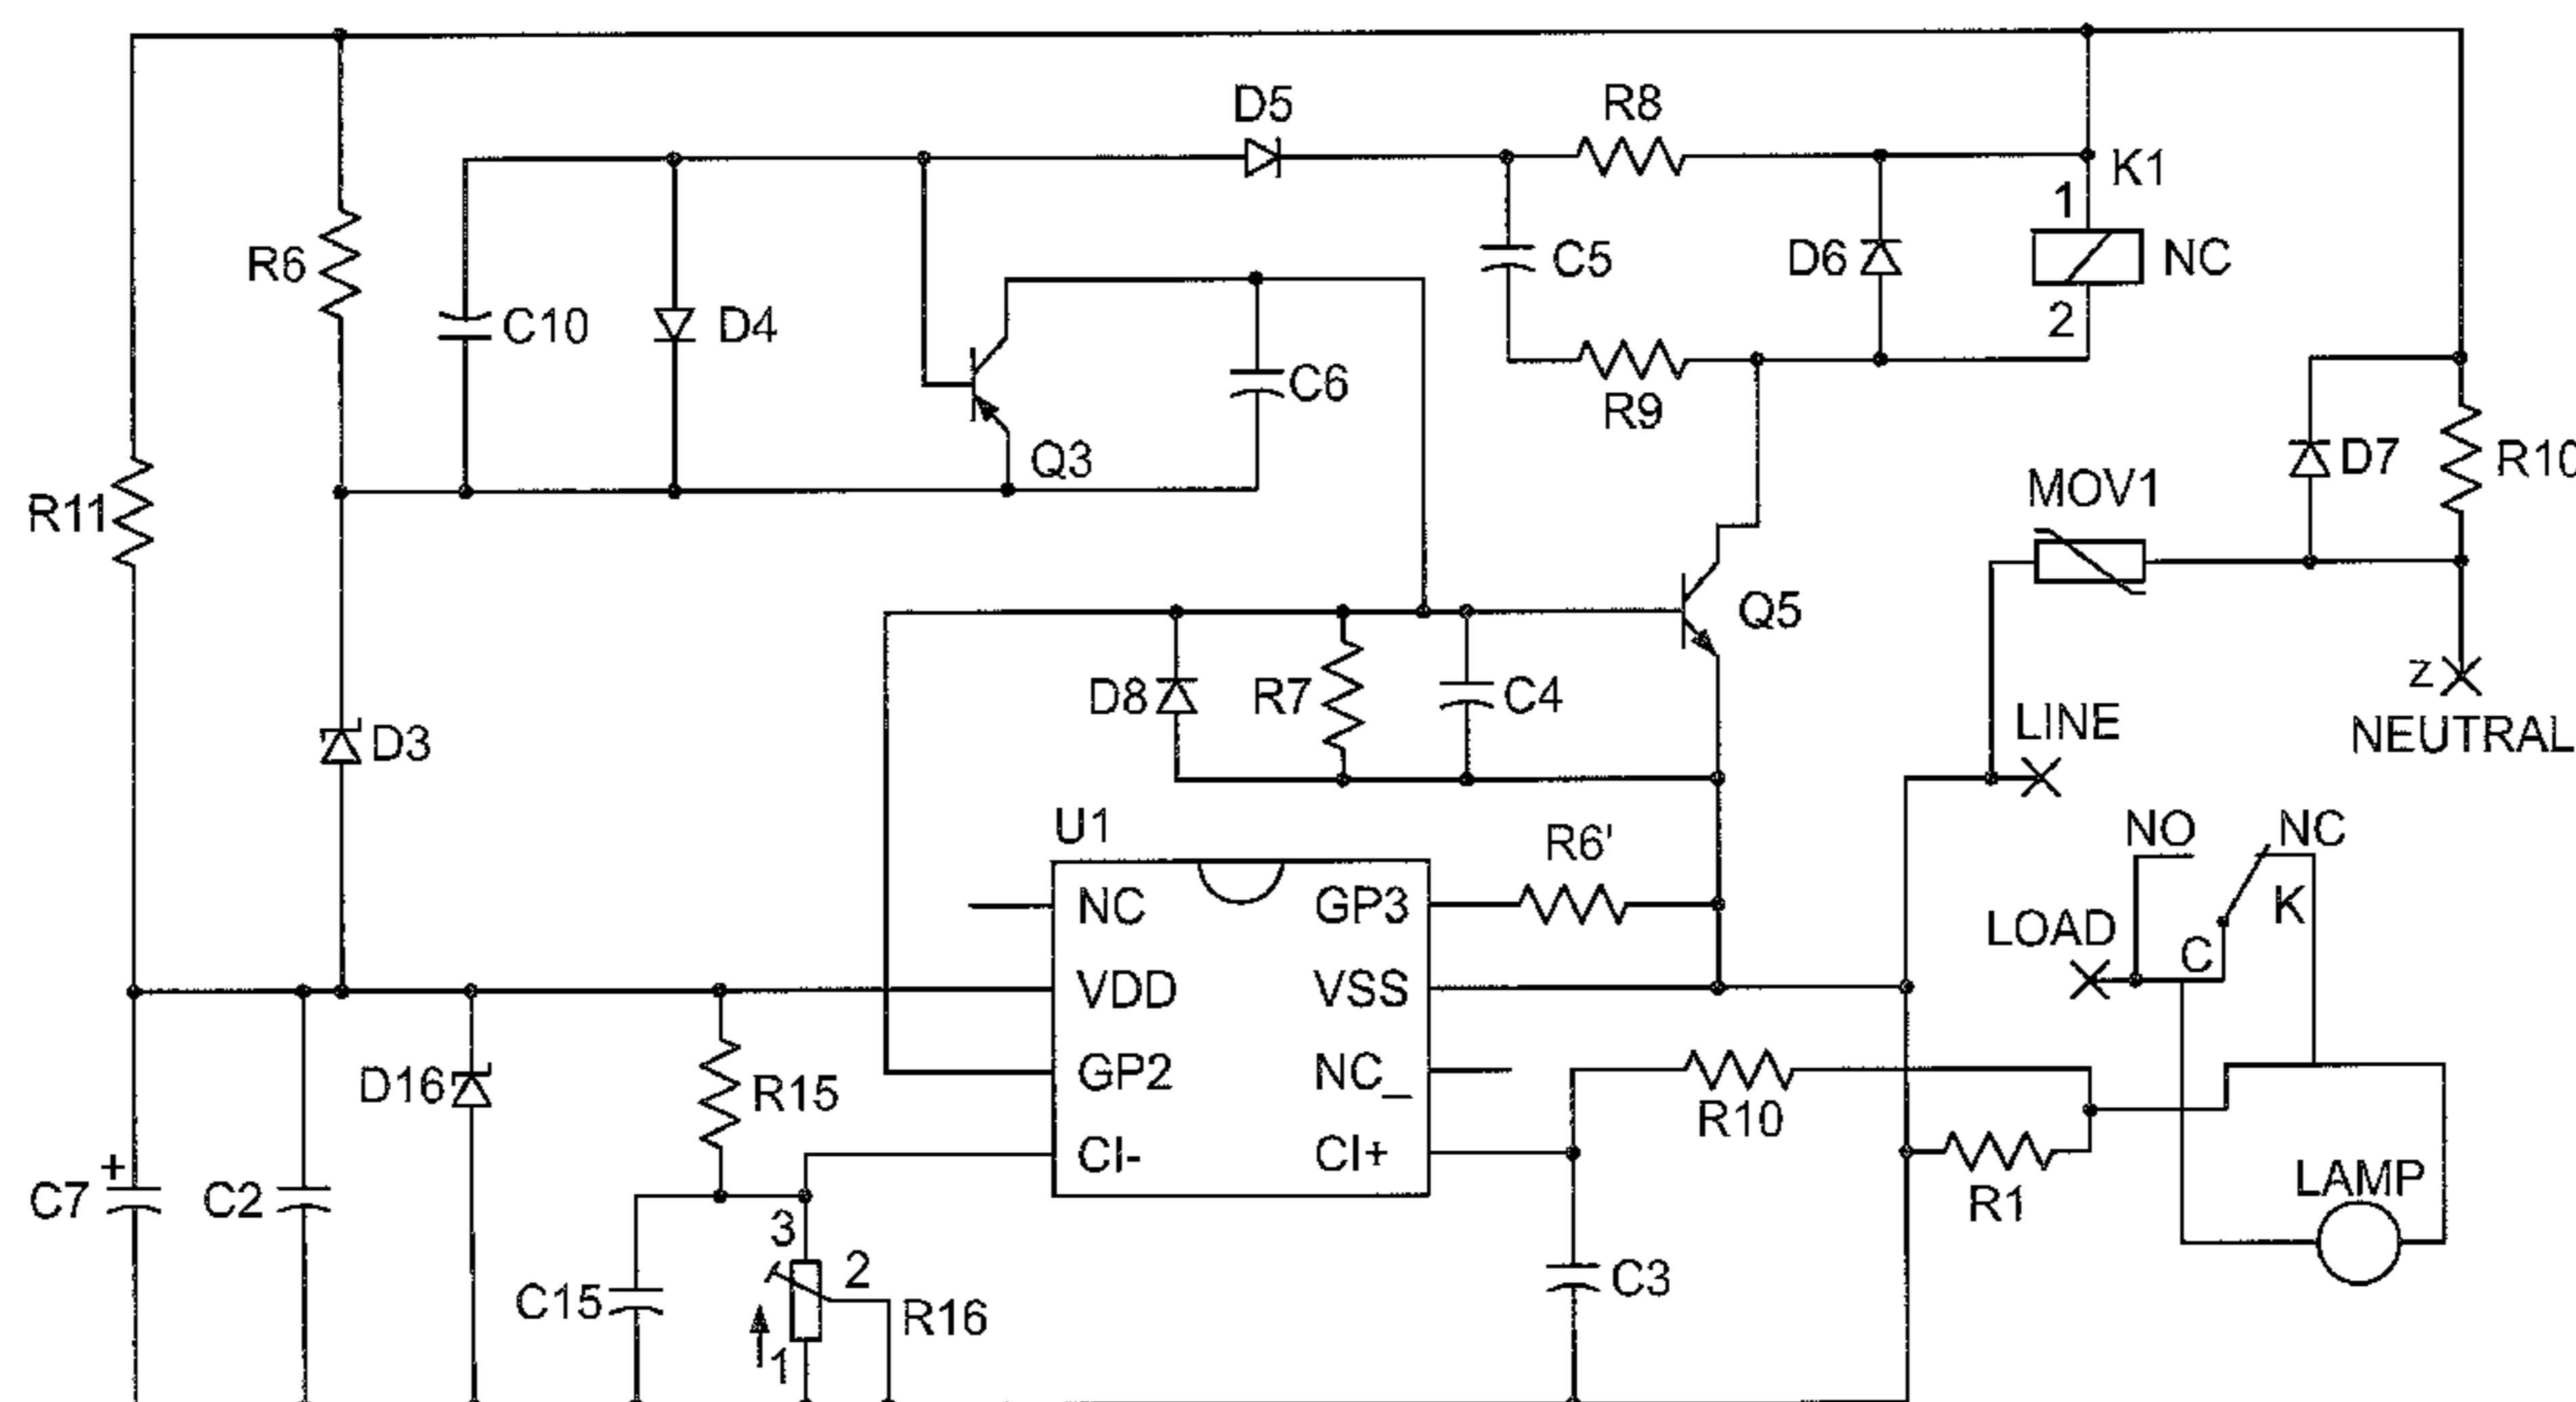 D5
R8
K1
1
R6
C5
D6
NC
C10
D4
2
C6
R9
Q3
D7
R10
R11
MOV1
Q5
z
D8
R7
C4
LINE
NEUTRAL
D3
U1
R6'
NO
NC
NC
GP3
K
LOAD
C
VDD
VSS
D16
R15
GP2
NC_
R10
CI-
CI+
+
C7
C2
R1
LAMP
3
2
C15
R16
C3
1